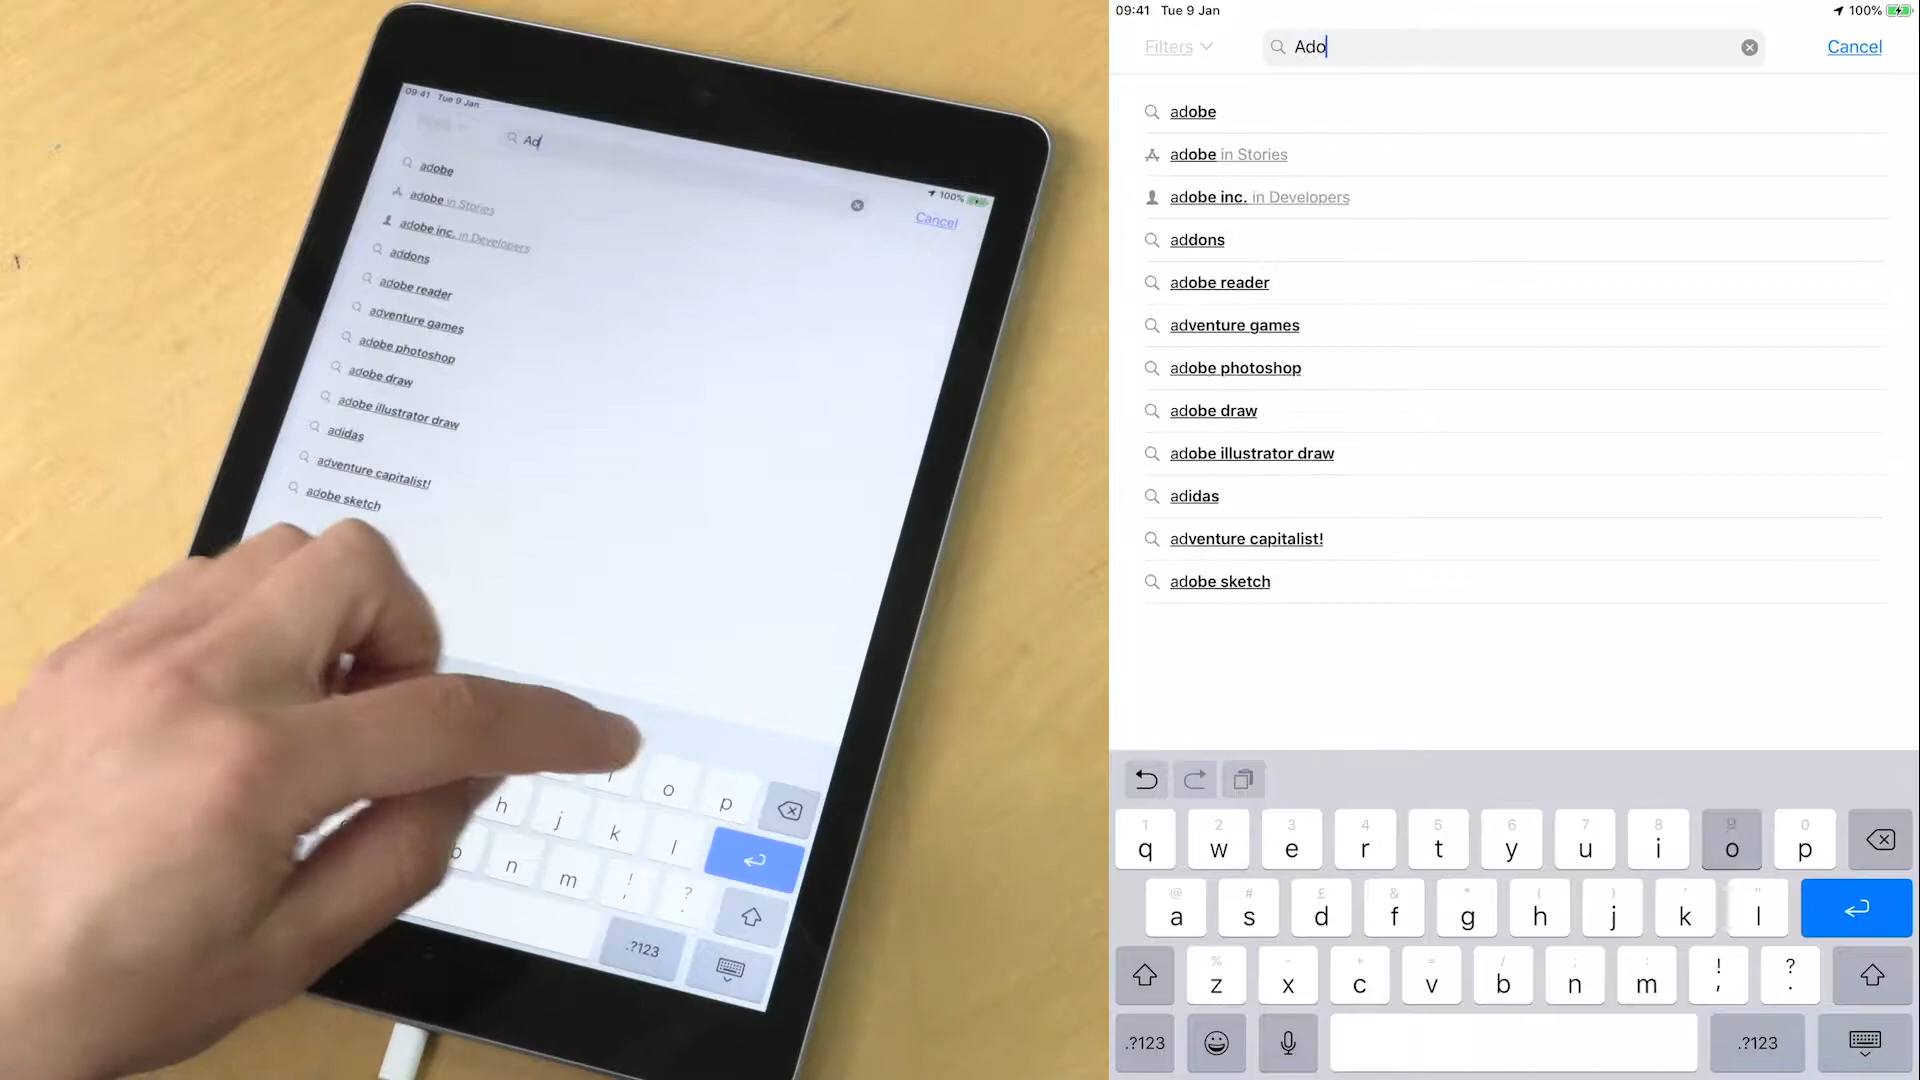 09:41 Tue 9 Jan
Ad
100%
Cancel
adobe
adobe in Stories
adobe inc. in Developers
addons
adobe reader
adventure games
adobe photoshop
adobe draw
adobe illustrator draw
adidas
adventure capitalist!
adobe sketch
o p
h j k l
b n m ! , ? .
.?123
09:41 Tue 9 Jan
100%
Filters
Ado
Cancel
adobe
adobe in Stories
adobe inc. in Developers
addons
adobe reader
adventure games
adobe photoshop
adobe draw
adobe illustrator draw
adidas
adventure capitalist!
adobe sketch
1 2 3 4 5 6 7 8 9 0
q w e r t y u i o p
@ # £ & * ( ) ' "
a s d f g h j k l
% - + = / ; : ! ?
z x c v b n m , .
.?123 .?123